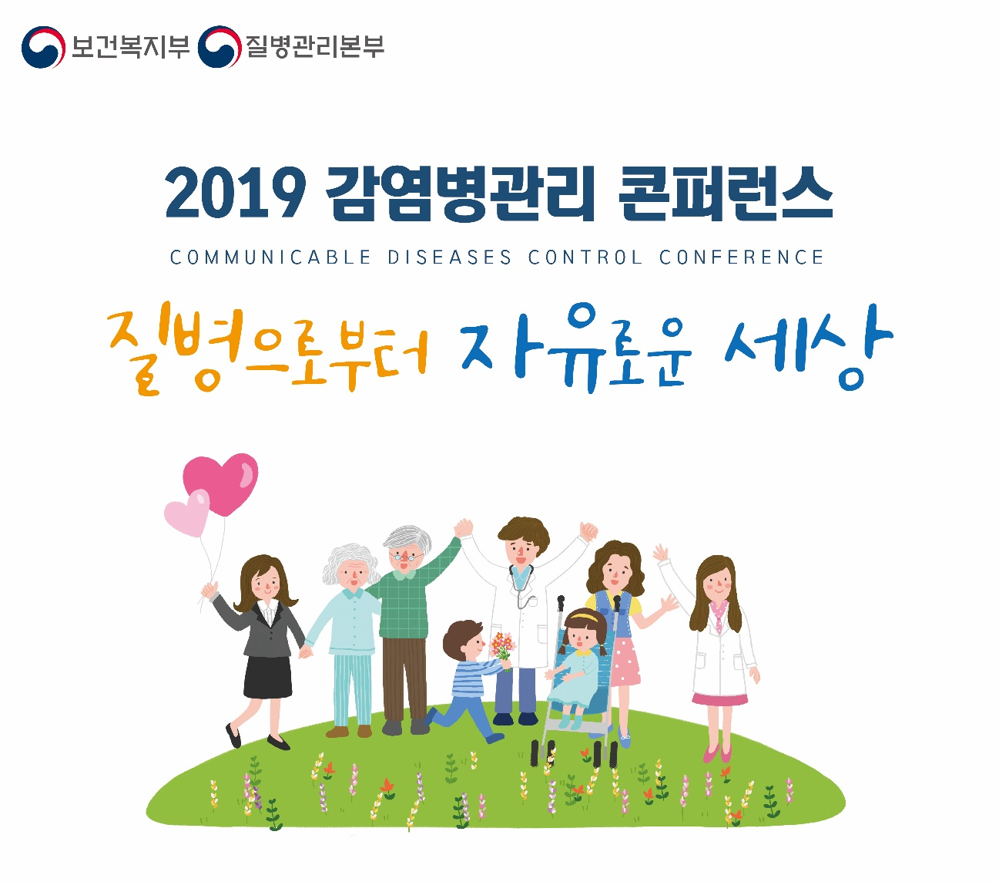 보건복지부 질병관리본부
2019 감염병관리 콘퍼런스
COMMUNICABLE DISEASES CONTROL CONFERENCE
질병으로부터 자유로운 세상